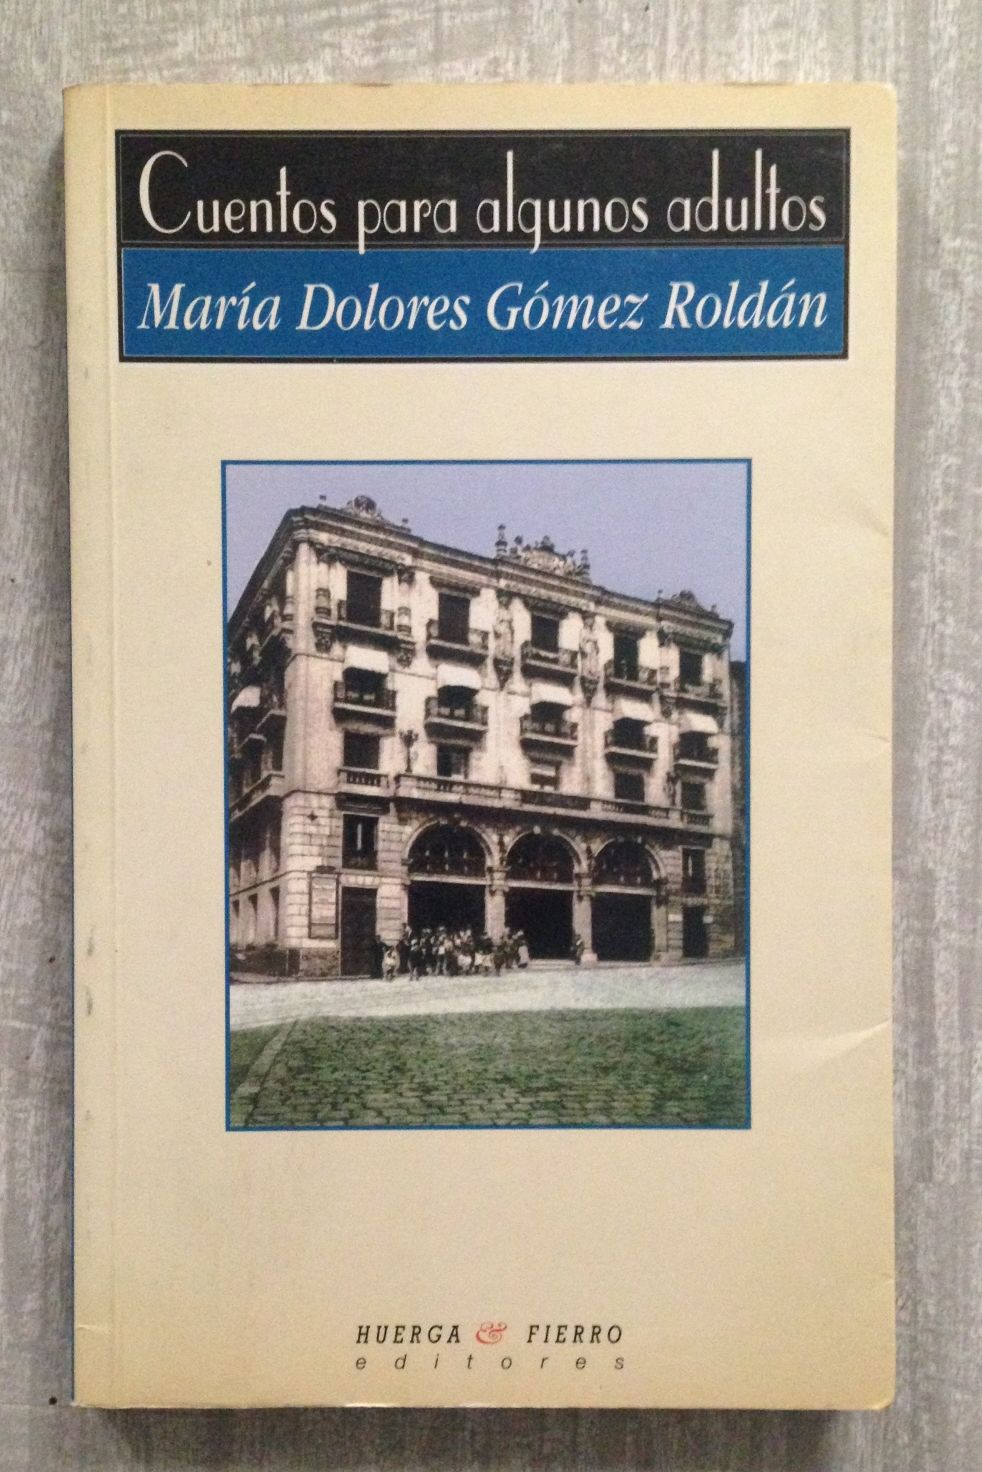 Cuentos para algunos adultos
María Dolores Gómez Roldán
HUERGA & FIERRO
editores